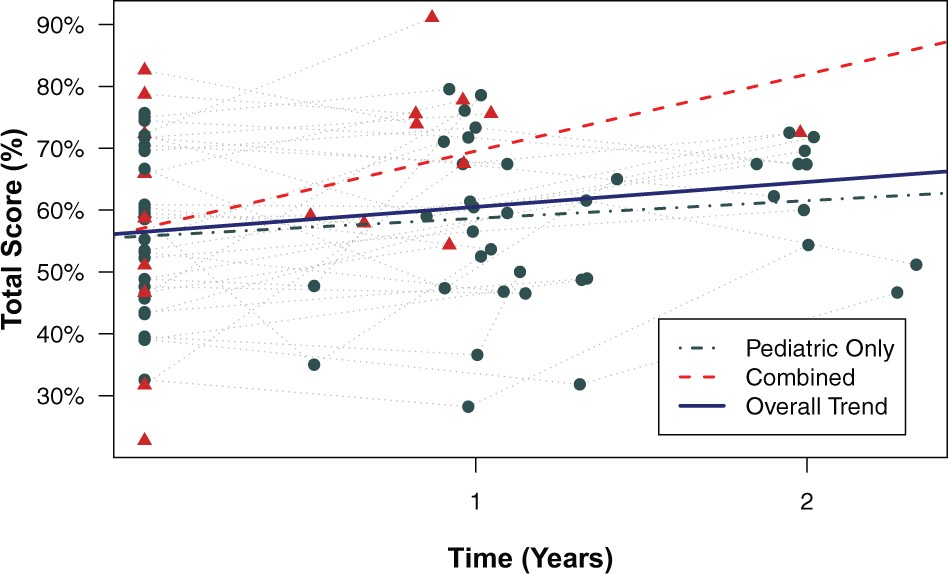 90%
80%
70%
60%
50%
40%
30%
Total Score (%)
Pediatric Only
Combined
Overall Trend
1
2
Time (Years)